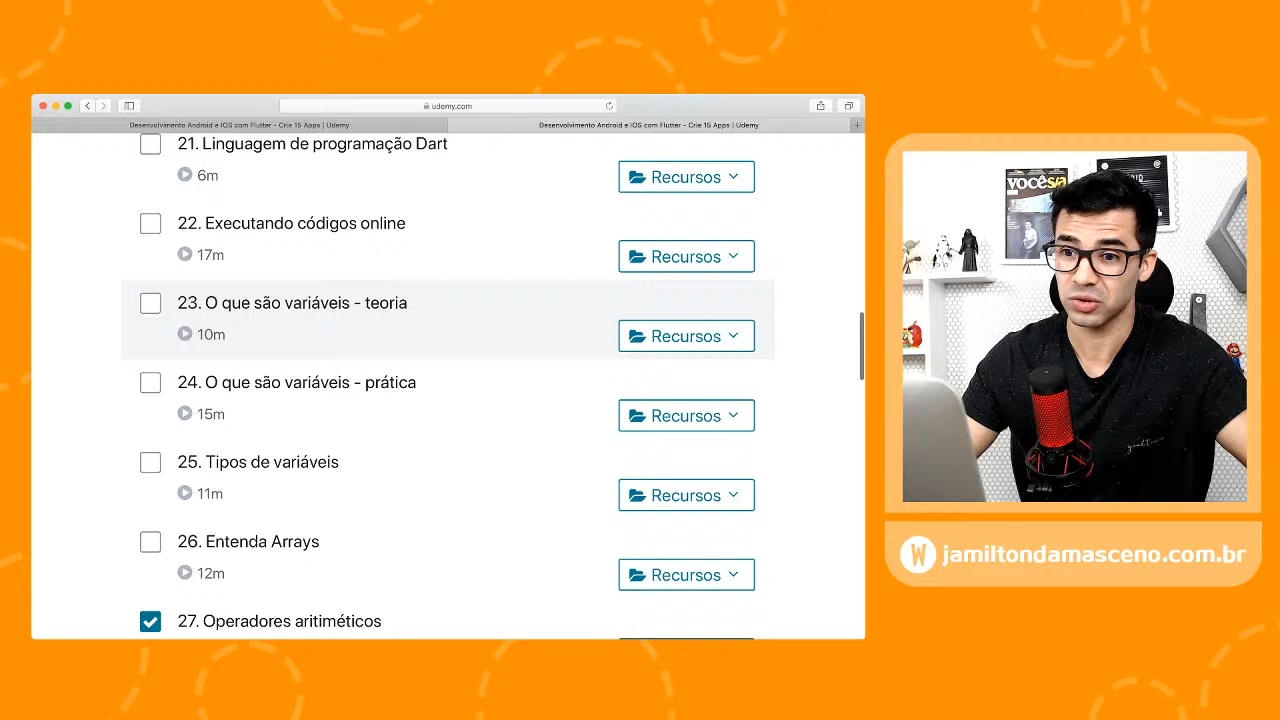 udemy.com
Desenvolvimento Android e IOS com Flutter - Crie 15 Apps | Udemy
Desenvolvimento Android e IOS com Flutter - Crie 15 Apps | Udemy
21. Linguagem de programação Dart
6m
Recursos
22. Executando códigos online
17m
Recursos
23. O que são variáveis - teoria
10m
Recursos
24. O que são variáveis - prática
15m
Recursos
25. Tipos de variáveis
11m
Recursos
26. Entenda Arrays
12m
Recursos
27. Operadores aritiméticos
vocês/a
W jamiltondamasceno.com.br